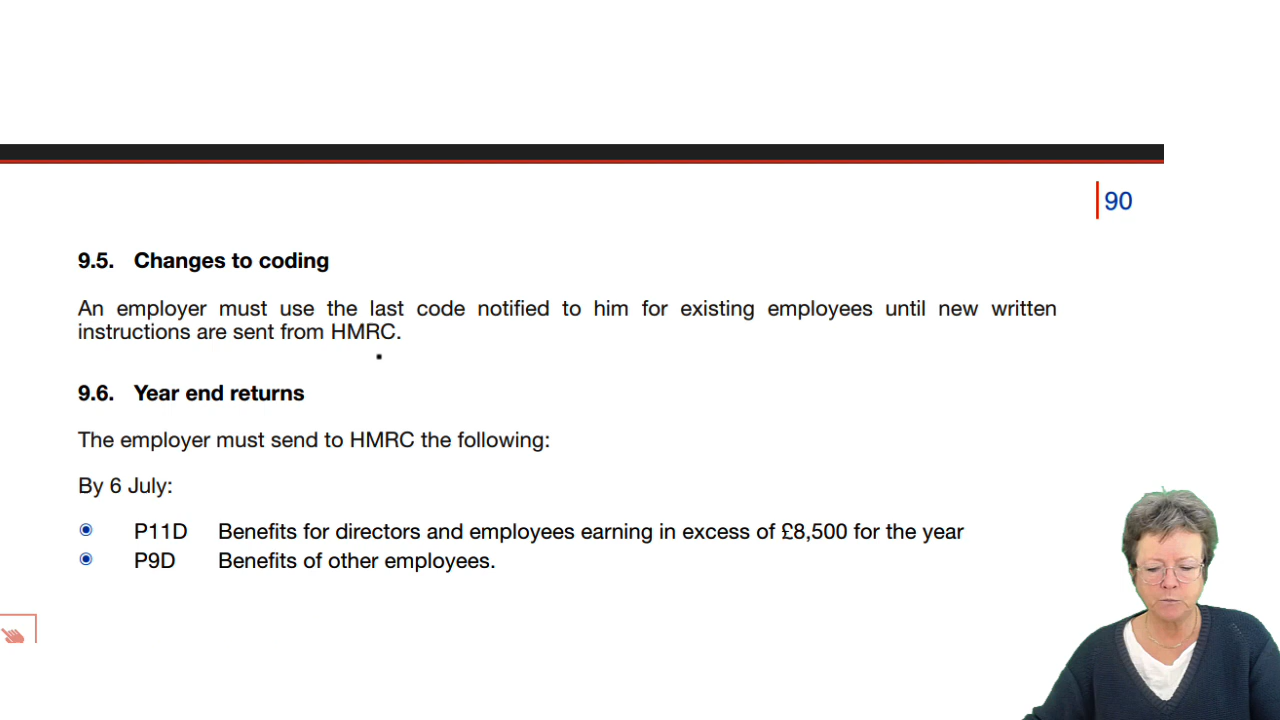 90
9.5. Changes to coding
An employer must use the last code notified to him for existing employees until new written
instructions are sent from HMRC.
9.6. Year end returns
The employer must send to HMRC the following:
By 6 July:
P11D Benefits for directors and employees earning in excess of £8,500 for the year
P9D Benefits of other employees.